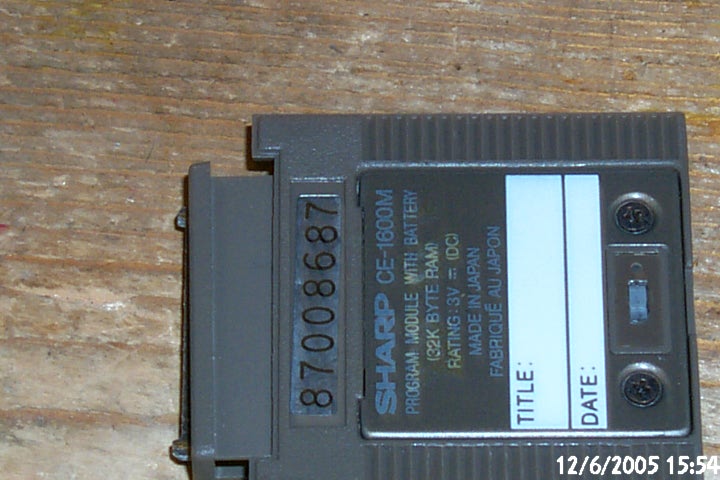 87008687
SHARP CE-1600M
PROGRAM MODULE WITH BATTERY
(32K BYTE RAM)
RATING: 3V ⎓ (DC)
MADE IN JAPAN
FABRIQUÉ AU JAPON
TITLE:
DATE:
12/6/2005 15:54